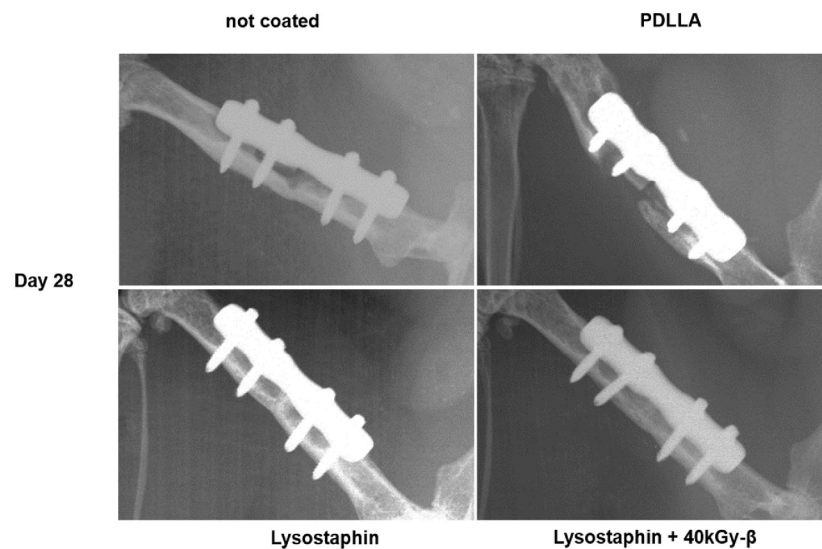 not coated
PDLLA
Day 28
Lysostaphin
Lysostaphin + 40kGy-β